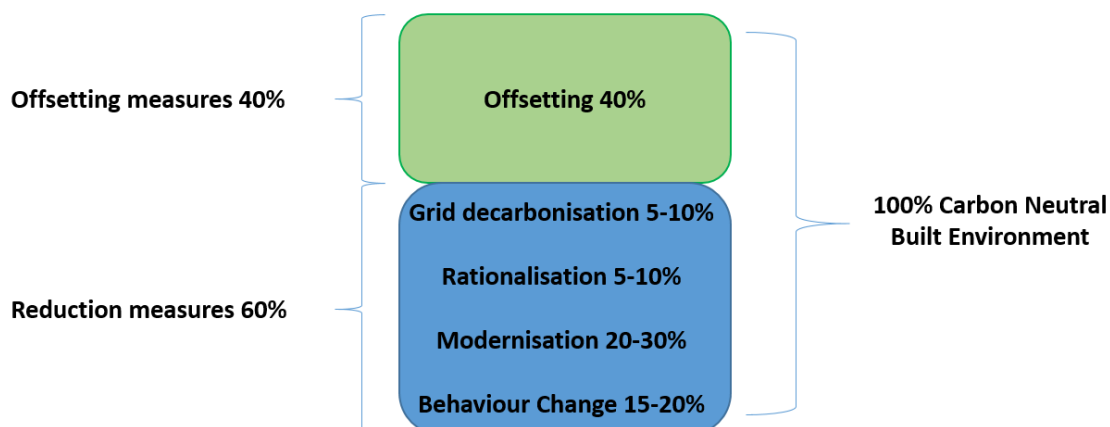 Offsetting measures 40%
Offsetting 40%
Grid decarbonisation 5-10%
100% Carbon Neutral
Built Environment
Rationalisation 5-10%
Reduction measures 60%
Modernisation 20-30%
Behaviour Change 15-20%